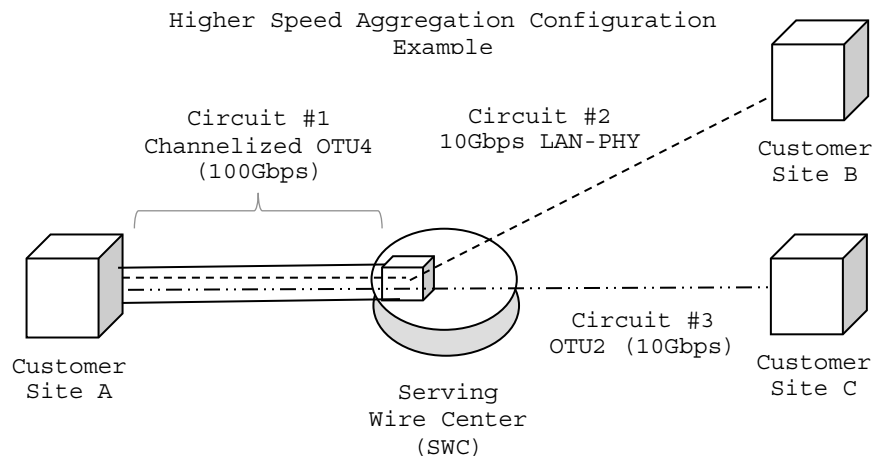 Higher Speed Aggregation Configuration
Example
Circuit #1
Channelized OTU4
(100Gbps)
Circuit #2
10Gbps LAN-PHY
Customer
Site B
Customer
Site A
Circuit #3
OTU2 (10Gbps)
Customer
Site C
Serving
Wire Center
(SWC)